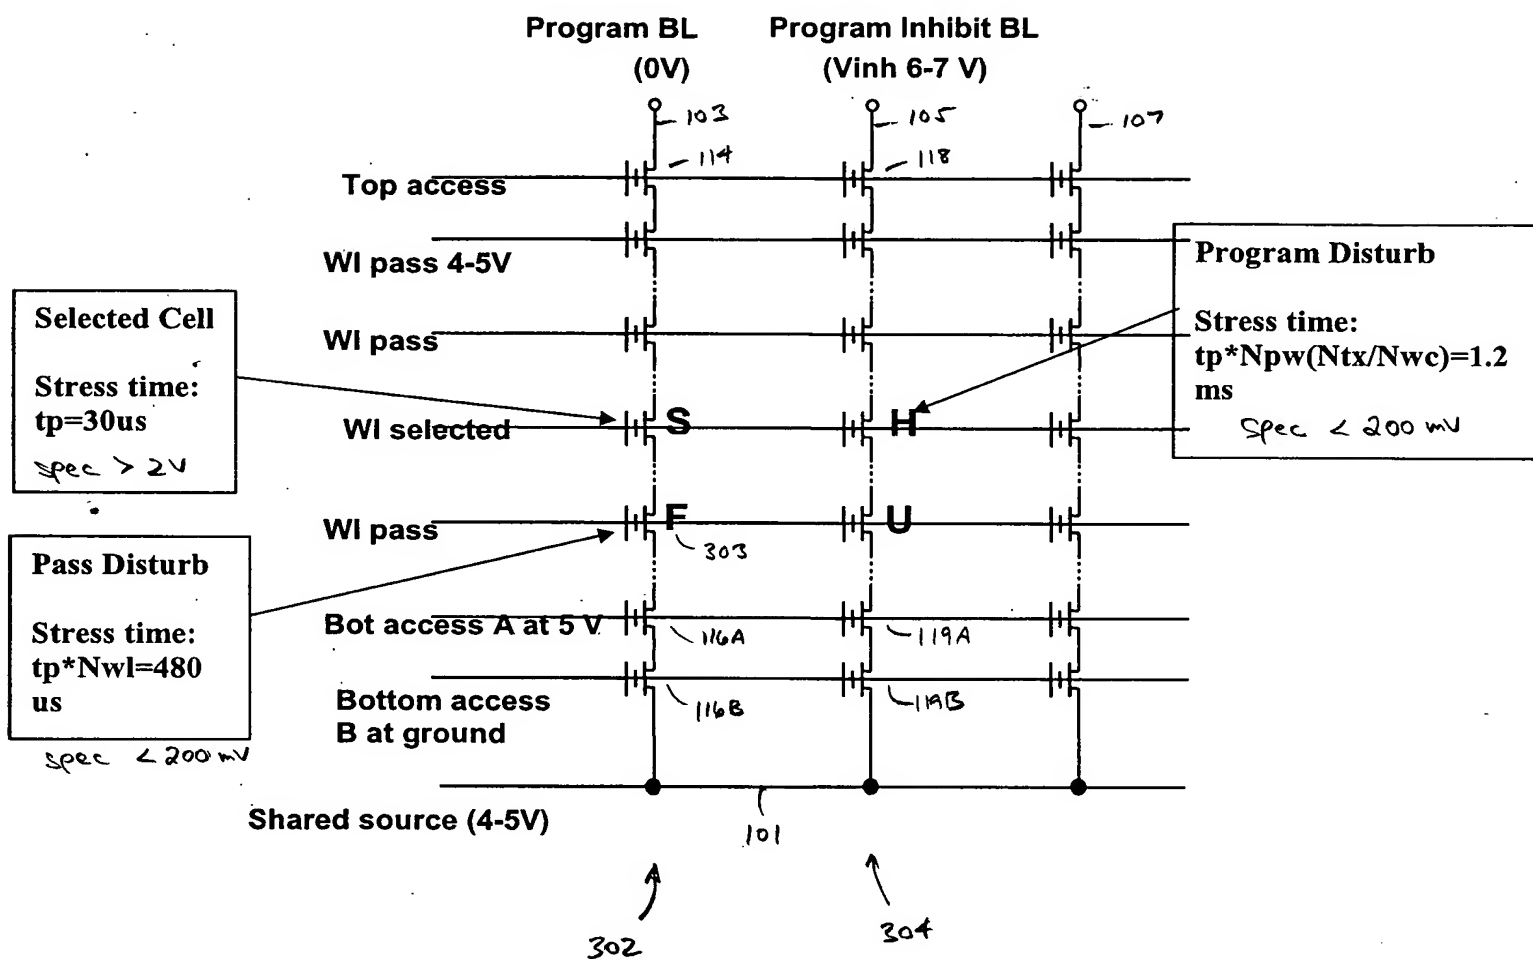 Program BL
(0V)
Program Inhibit BL
(Vinh 6-7 V)
103
105
107
114
118
Top access
Wl pass 4-5V
Program Disturb
Stress time:
tp*Npw(Ntx/Nwc)=1.2
ms
spec < 200 mV
Selected Cell
Stress time:
tp=30us
spec > 2V
Wl pass
Wl selected
S
H
Wl pass
F
U
303
Pass Disturb
Stress time:
tp*Nwl=480
us
spec < 200 mV
Bot access A at 5 V
116A
119A
Bottom access
B at ground
116B
119B
Shared source (4-5V)
101
302
304